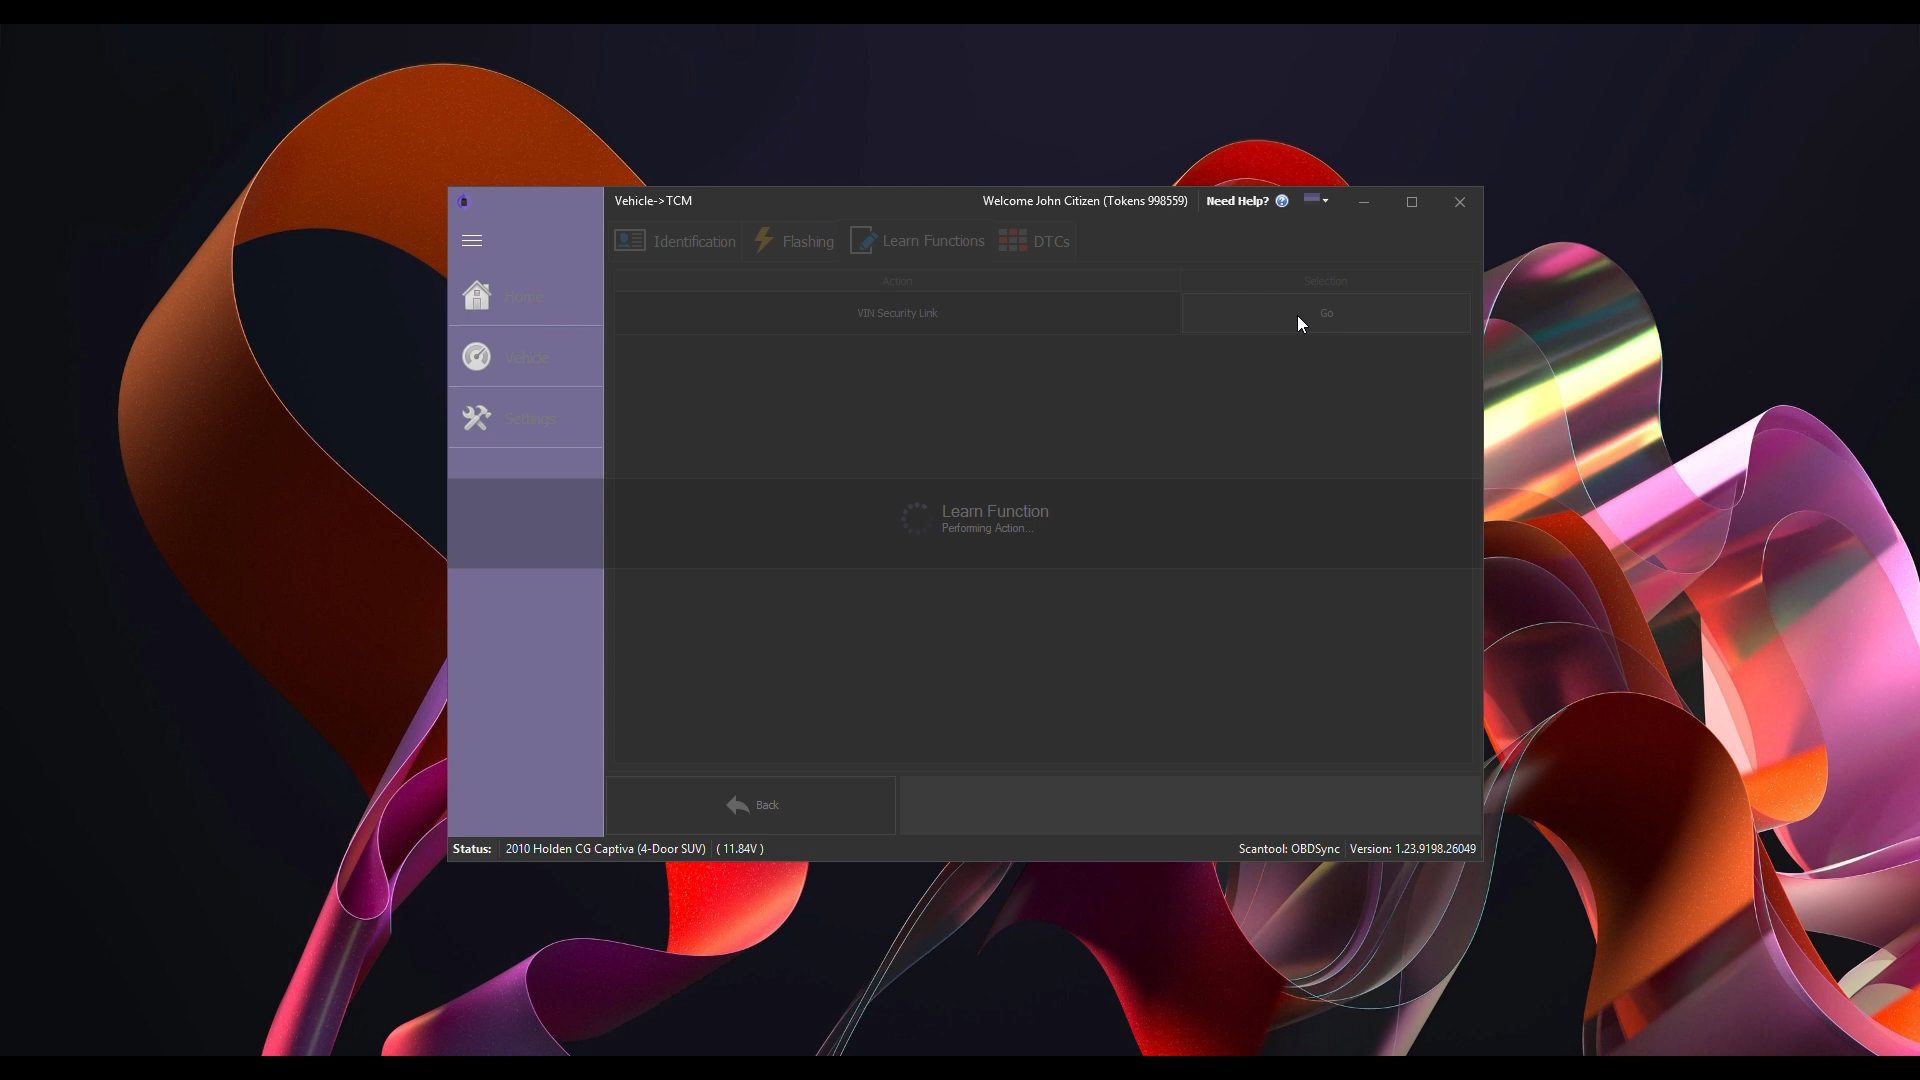 Vehicle->TCM
Welcome John Citizen (Tokens 998559)
Need Help?
Identification
Flashing
Learn Functions
DTCs
Home
Vehicle
Settings
Action
Selection
VIN Security Link
Go
Learn Function
Performing Action...
Back
Status:
2010 Holden CG Captiva (4-Door SUV)
( 11.84V )
Scantool: OBDSync
Version: 1.23.9198.26049